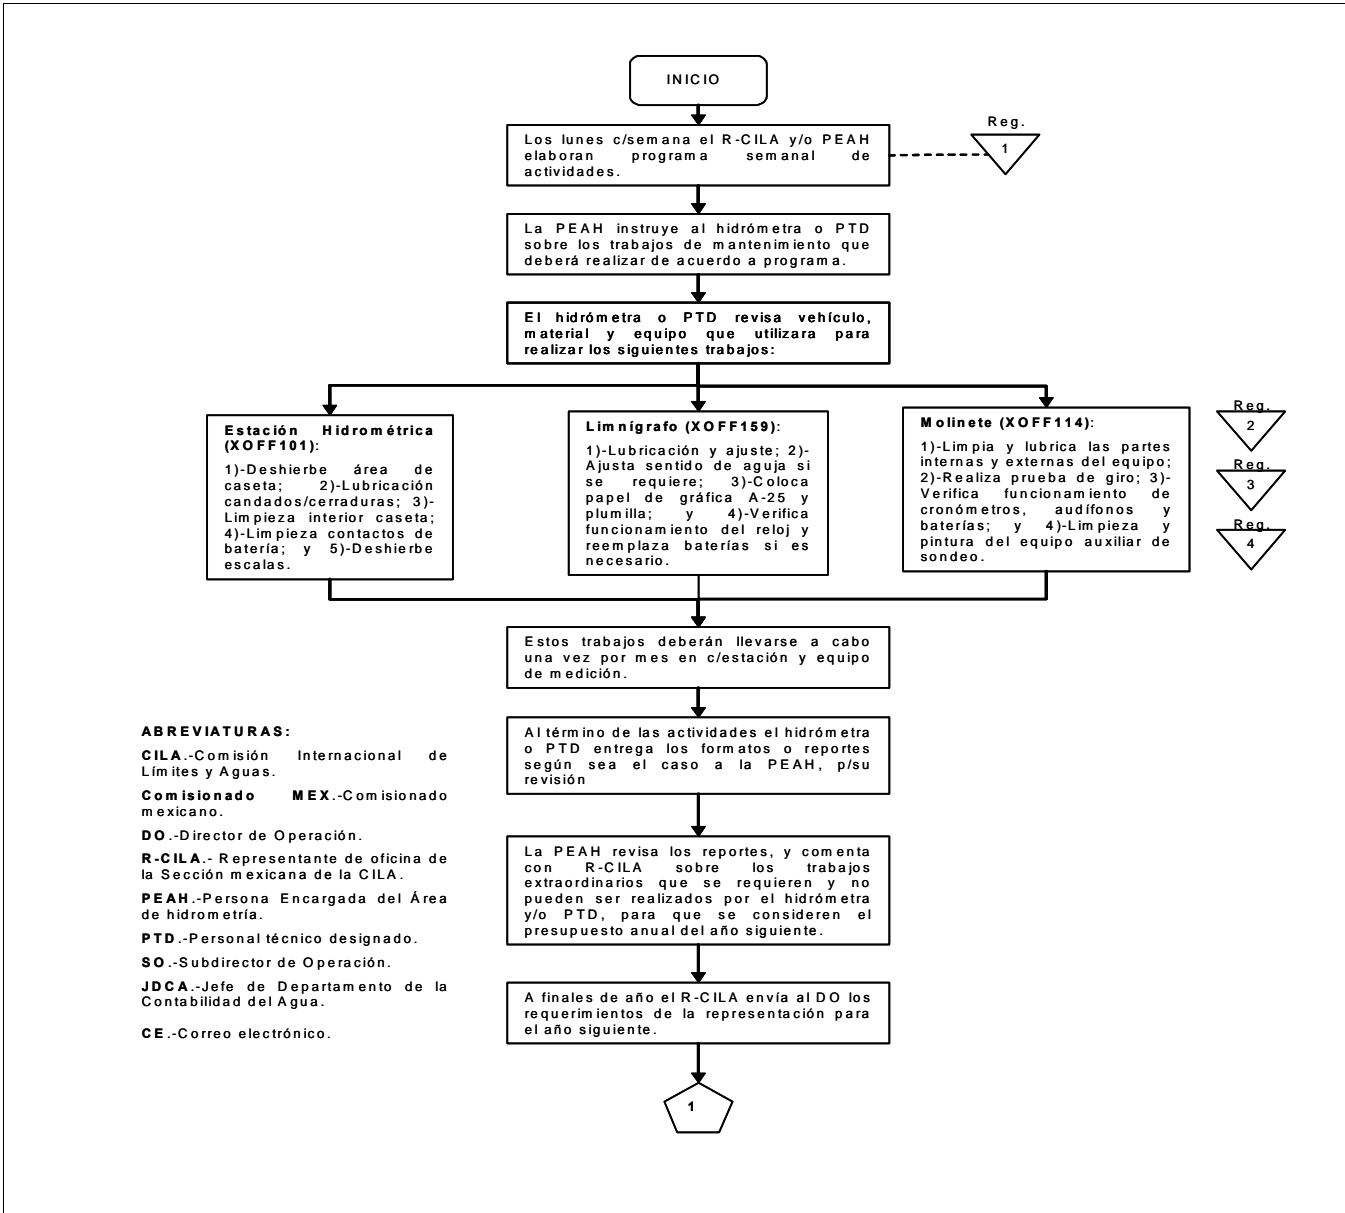 INICIO
Reg.
1
Los lunes c/semana el R-CILA y/o PEAH
elaboran programa semanal de
actividades.
La PEAH instruye al hidrómetra o PTD
sobre los trabajos de mantenimiento que
deberá realizar de acuerdo a programa.
El hidrómetra o PTD revisa vehículo,
material y equipo que utilizara para
realizar los siguientes trabajos:
Estación Hidrométrica
(XOFF101):
1)-Deshierbe área de
caseta; 2)-Lubricación
candados/cerraduras; 3)-
Limpieza interior caseta;
4)-Limpieza contactos de
batería; y 5)-Deshierbe
escalas.
Limnígrafo (XOFF159):
1)-Lubricación y ajuste; 2)-
Ajusta sentido de aguja si
se requiere; 3)-Coloca
papel de gráfica A-25 y
plumilla; y 4)-Verifica
funcionamiento del reloj y
reemplaza baterías si es
necesario.
Molinete (XOFF114):
1)-Limpia y lubrica las partes
internas y externas del equipo;
2)-Realiza prueba de giro; 3)-
Verifica funcionamiento de
cronómetros, audífonos y
baterías; y 4)-Limpieza y
pintura del equipo auxiliar de
sondeo.
Reg.
2
Reg.
3
Reg.
4
Estos trabajos deberán llevarse a cabo
una vez por mes en c/estación y equipo
de medición.
Al término de las actividades el hidrómetra
o PTD entrega los formatos o reportes
según sea el caso a la PEAH, p/su
revisión
La PEAH revisa los reportes, y comenta
con R-CILA sobre los trabajos
extraordinarios que se requieren y no
pueden ser realizados por el hidrómetra
y/o PTD, para que se consideren el
presupuesto anual del año siguiente.
A finales de año el R-CILA envía al DO los
requerimientos de la representación para
el año siguiente.
1
ABREVIATURAS:
CILA.-Comisión Internacional de
Límites y Aguas.
Comisionado MEX.-Comisionado
mexicano.
DO.-Director de Operación.
R-CILA.- Representante de oficina de
la Sección mexicana de la CILA.
PEAH.-Persona Encargada del Área
de hidrometría.
PTD.-Personal técnico designado.
SO.-Subdirector de Operación.
JDCA.-Jefe de Departamento de la
Contabilidad del Agua.
CE.-Correo electrónico.